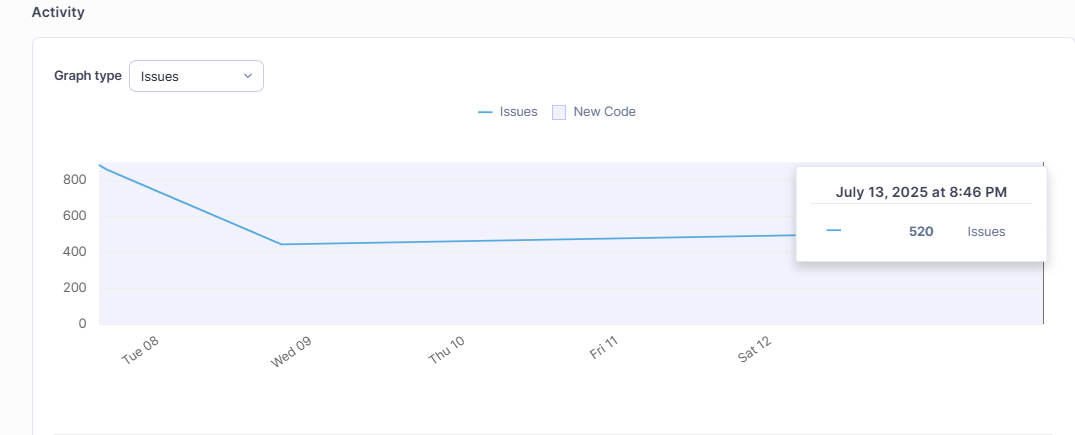 Activity
Graph type Issues
Issues New Code
800
600
400
200
0
July 13, 2025 at 8:46 PM
520 Issues
Tue 08 Wed 09 Thu 10 Fri 11 Sat 12